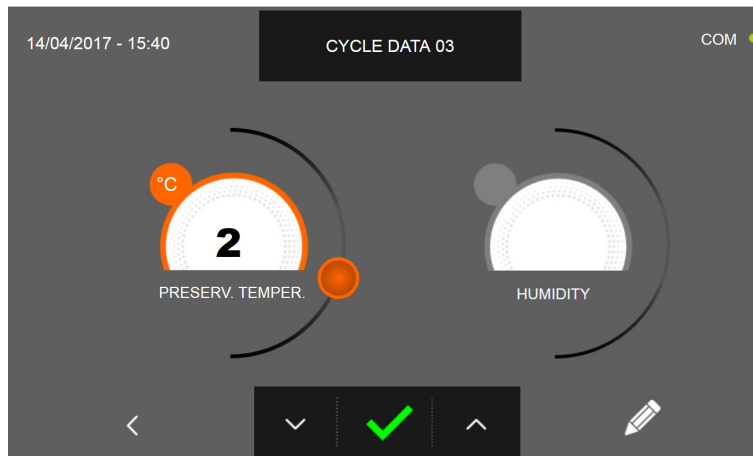 14/04/2017 - 15:40
CYCLE DATA 03
COM
°C
2
PRESERV. TEMPER.
HUMIDITY